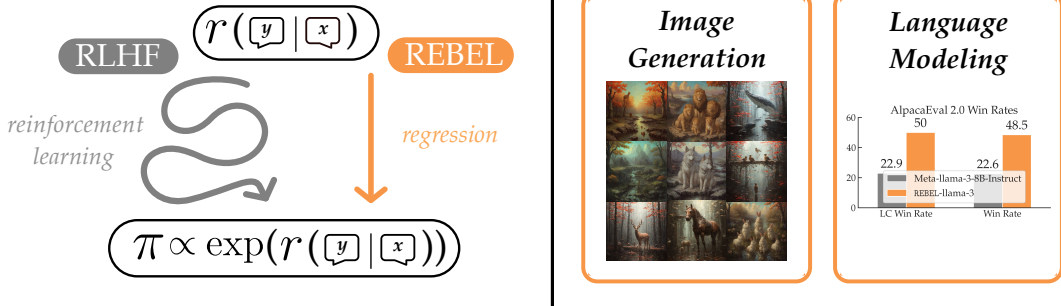 r(y|x)
RLHF
REBEL
reinforcement
learning
regression
π ∝ exp(r(y|x))
Image
Generation
Language
Modeling
AlpacaEval 2.0 Win Rates
60
40
20
0
22.9
50
22.6
48.5
Meta-llama-3-8B-Instruct
REBEL-llama-3
LC Win Rate
Win Rate